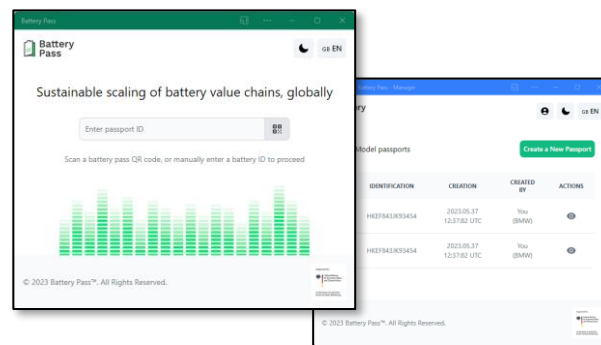 Battery Pass
Battery
Pass
GB EN
Sustainable scaling of battery value chains, globally
Enter passport ID
Scan a battery pass QR code, or manually enter a battery ID to proceed
© 2023 Battery Pass™. All Rights Reserved.
Battery Pass - Manager
ry
GB EN
Model passports
Create a New Passport
IDENTIFICATION
CREATION
CREATED
BY
ACTIONS
HKEF843JK93454
2023.05.37
12:37:82 UTC
You
(BMW)
HKEF843JK93454
2023.05.37
12:37:82 UTC
You
(BMW)
© 2023 Battery Pass™. All Rights Reserved.